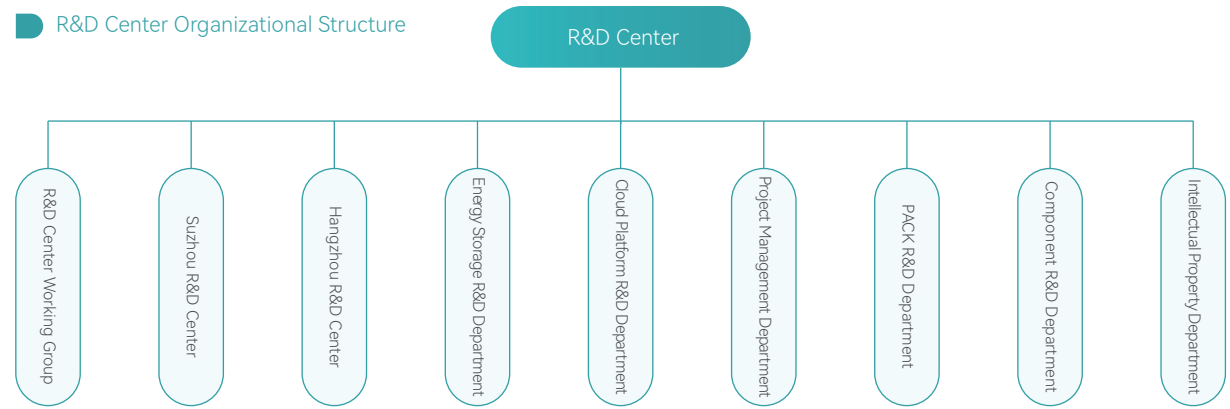 R&D Center Organizational Structure
R&D Center
R&D Center Working Group
Suzhou R&D Center
Hangzhou R&D Center
Energy Storage R&D Department
Cloud Platform R&D Department
Project Management Department
PACK R&D Department
Component R&D Department
Intellectual Property Department